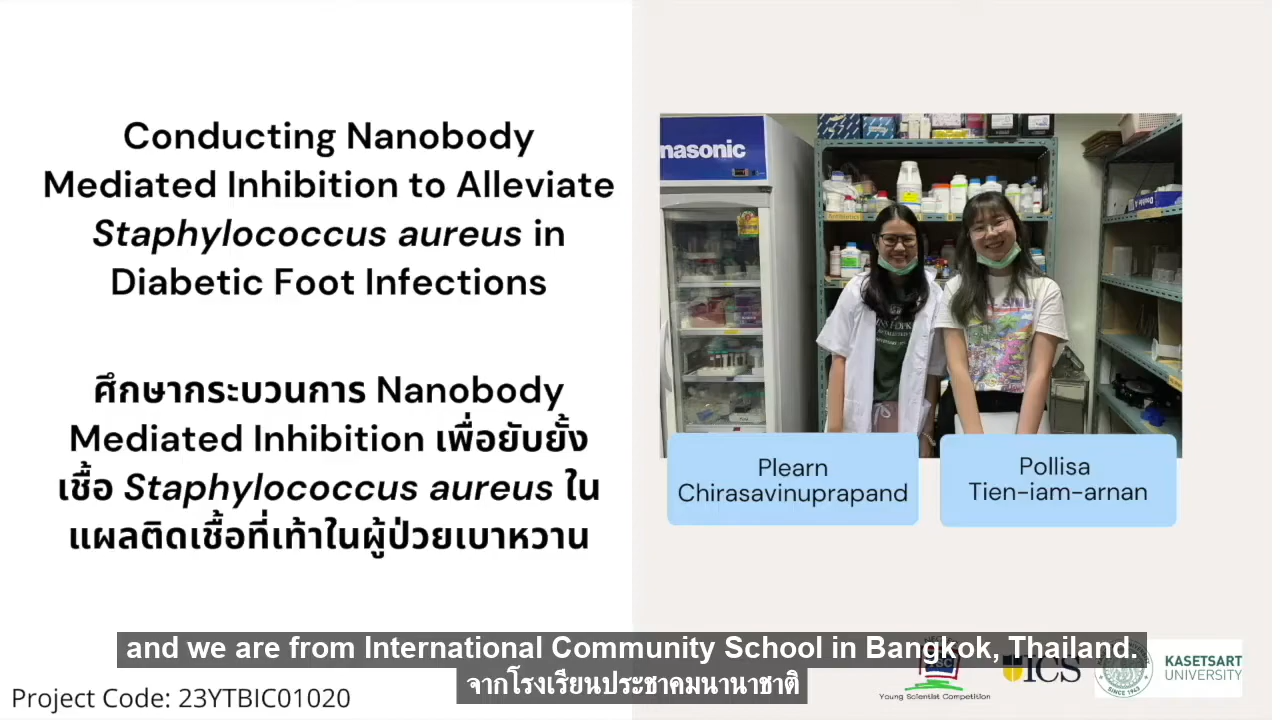 Conducting Nanobody
Mediated Inhibition to Alleviate
Staphylococcus aureus in
Diabetic Foot Infections
ศึกษากระบวนการ Nanobody
Mediated Inhibition เพื่อยับยั้ง
เชื้อ Staphylococcus aureus ใน
แผลติดเชื้อที่เท้าในผู้ป่วยเบาหวาน
nasonic
Plearn
Chirasavinuprapand
Pollisa
Tien-iam-arnan
and we are from International Community School in Bangkok, Thailand.
จากโรงเรียนประชาคมนานาชาติ
Project Code: 23YTBIC01020
Young Scientist Competition
ICS
SINCE 1943
KASETSART
UNIVERSITY